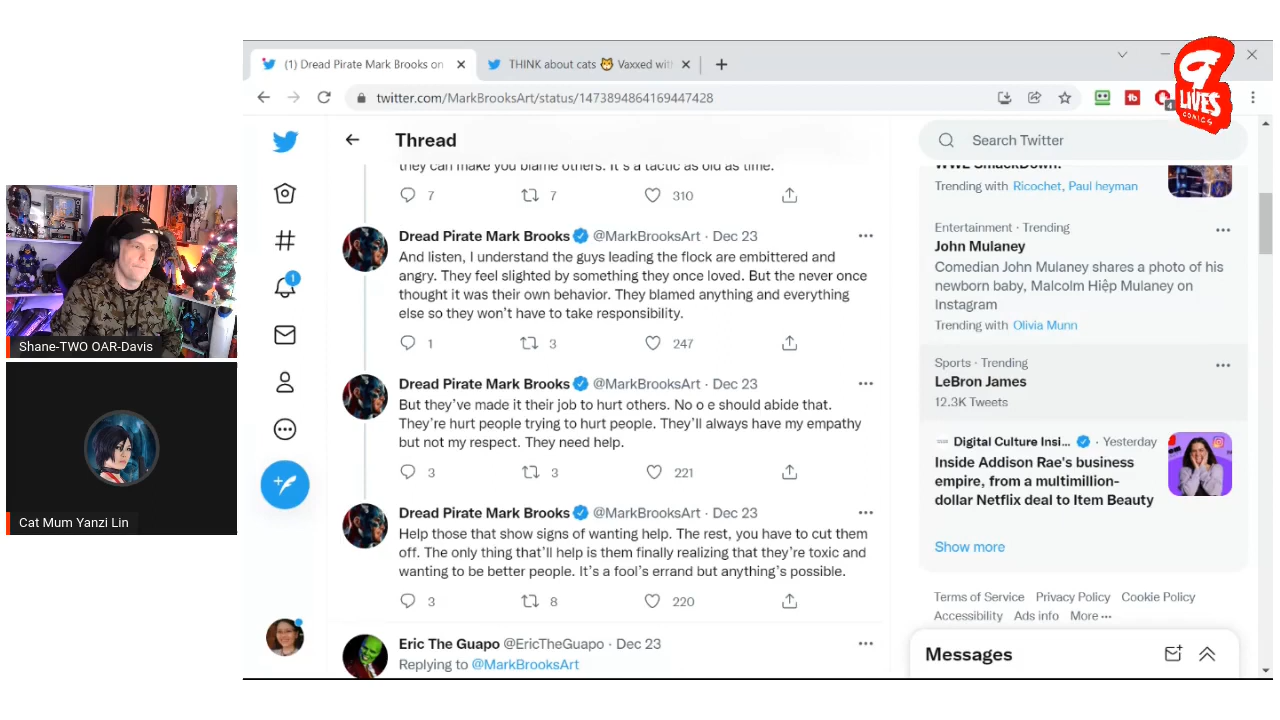 (1) Dread Pirate Mark Brooks on
THINK about cats 🐱 Vaxxed with
twitter.com/MarkBrooksArt/status/1473894864169447428
4
9
LIVES
COMICS
Thread
they can make you blame others. It's a tactic as old as time.
7 7 310
Dread Pirate Mark Brooks @MarkBrooksArt · Dec 23
And listen, I understand the guys leading the flock are embittered and
angry. They feel slighted by something they once loved. But the never once
thought it was their own behavior. They blamed anything and everything
else so they won't have to take responsibility.
1 3 247
Dread Pirate Mark Brooks @MarkBrooksArt · Dec 23
But they've made it their job to hurt others. No o e should abide that.
They're hurt people trying to hurt people. They'll always have my empathy
but not my respect. They need help.
3 3 221
Dread Pirate Mark Brooks @MarkBrooksArt · Dec 23
Help those that show signs of wanting help. The rest, you have to cut them
off. The only thing that'll help is them finally realizing that they're toxic and
wanting to be better people. It's a fool's errand but anything's possible.
3 8 220
Eric The Guapo @EricTheGuapo · Dec 23
Replying to @MarkBrooksArt
1
Search Twitter
WWE SmackDown!
Trending with Ricochet, Paul heyman
Entertainment · Trending
John Mulaney
Comedian John Mulaney shares a photo of his
newborn baby, Malcolm Hiệp Mulaney on
Instagram
Trending with Olivia Munn
Sports · Trending
LeBron James
12.3K Tweets
Digital Culture Insi... · Yesterday
Inside Addison Rae's business
empire, from a multimillion-
dollar Netflix deal to Item Beauty
Show more
Terms of Service Privacy Policy Cookie Policy
Accessibility Ads info More ···
Messages
Shane-TWO OAR-Davis
Cat Mum Yanzi Lin